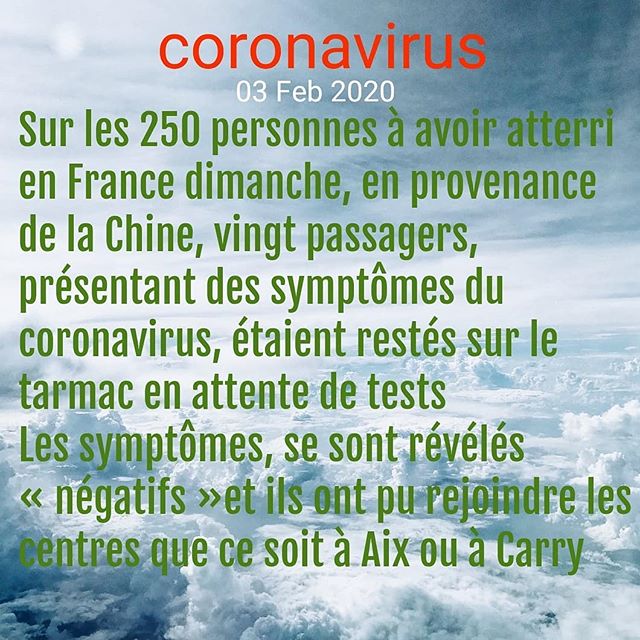 coronavirus
03 Feb 2020
Sur les 250 personnes à avoir atterri
en France dimanche, en provenance
de la Chine, vingt passagers,
présentant des symptômes du
coronavirus, étaient restés sur le
tarmac en attente de tests
Les symptômes, se sont révélés
« négatifs »et ils ont pu rejoindre les
centres que ce soit à Aix ou à Carry